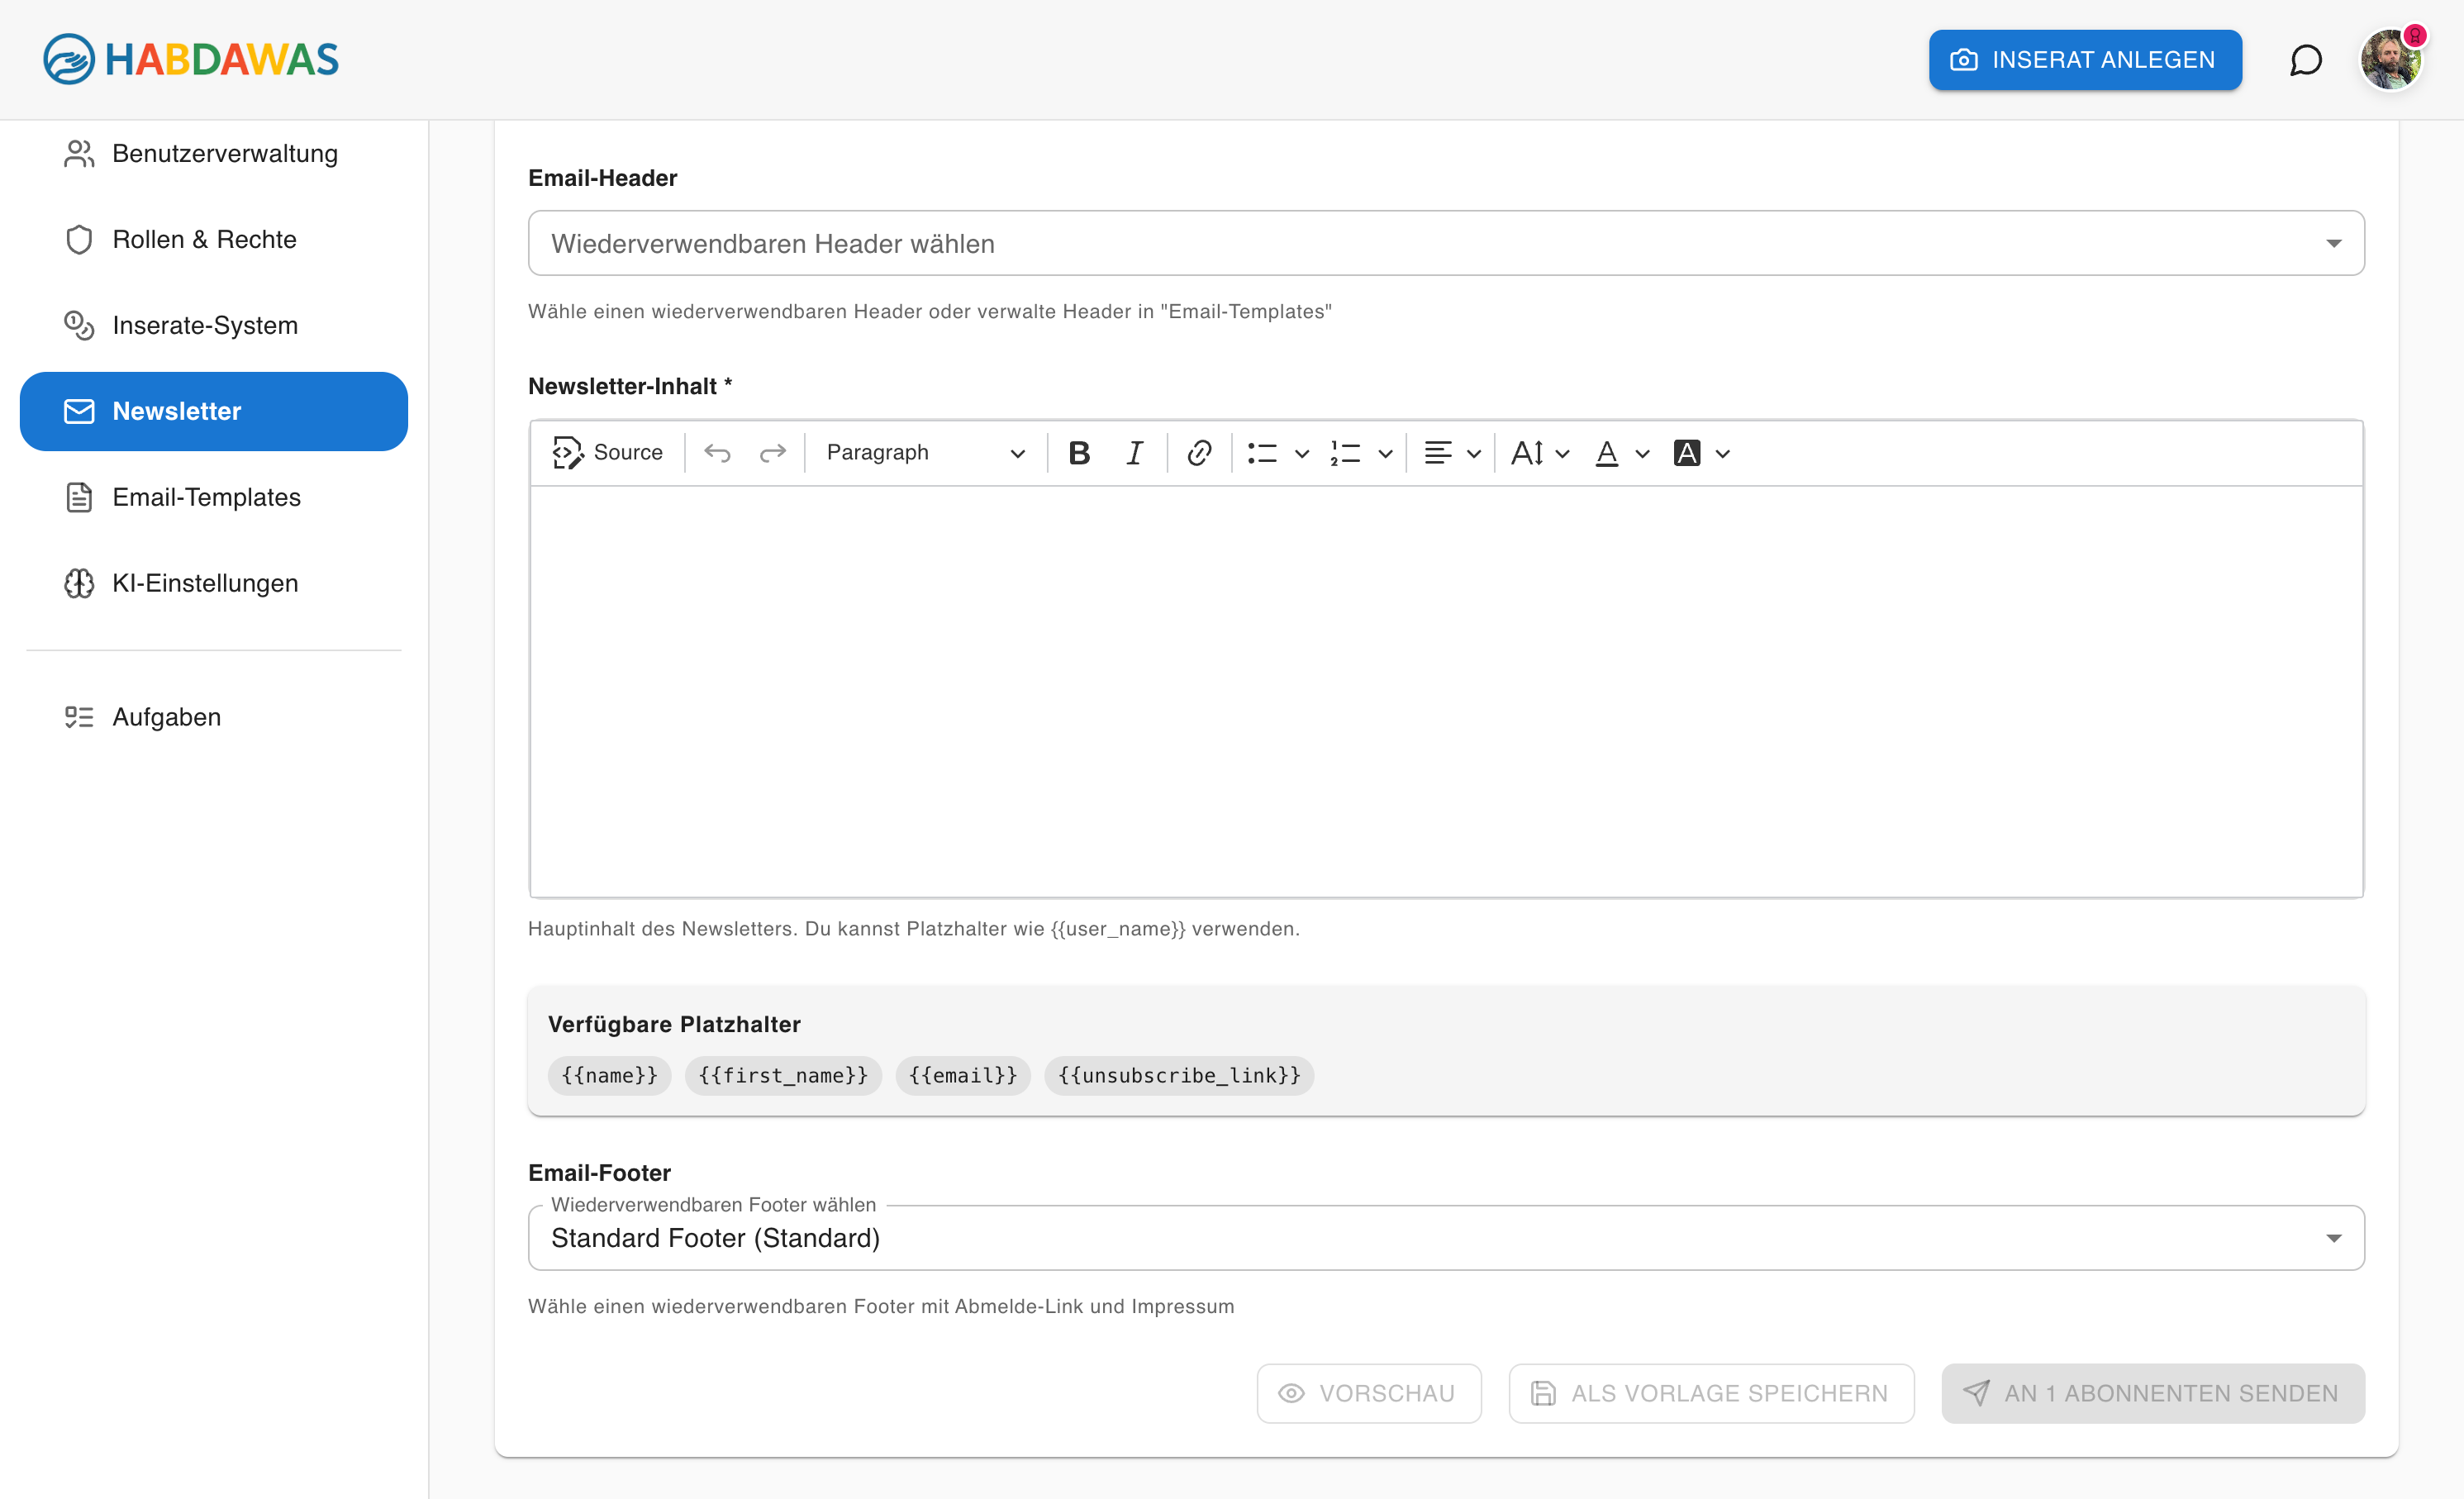 HABDAWAS
INSERAT ANLEGEN
Benutzerverwaltung
Rollen & Rechte
Inserate-System
Newsletter
Email-Templates
KI-Einstellungen
Aufgaben
Email-Header
Wiederverwendbaren Header wählen
Wähle einen wiederverwendbaren Header oder verwalte Header in "Email-Templates"
Newsletter-Inhalt *
Source Paragraph B I A A A
Hauptinhalt des Newsletters. Du kannst Platzhalter wie {{user_name}} verwenden.
Verfügbare Platzhalter
{{name}} {{first_name}} {{email}} {{unsubscribe_link}}
Email-Footer
Wiederverwendbaren Footer wählen
Standard Footer (Standard)
Wähle einen wiederverwendbaren Footer mit Abmelde-Link und Impressum
VORSCHAU ALS VORLAGE SPEICHERN AN 1 ABONNENTEN SENDEN